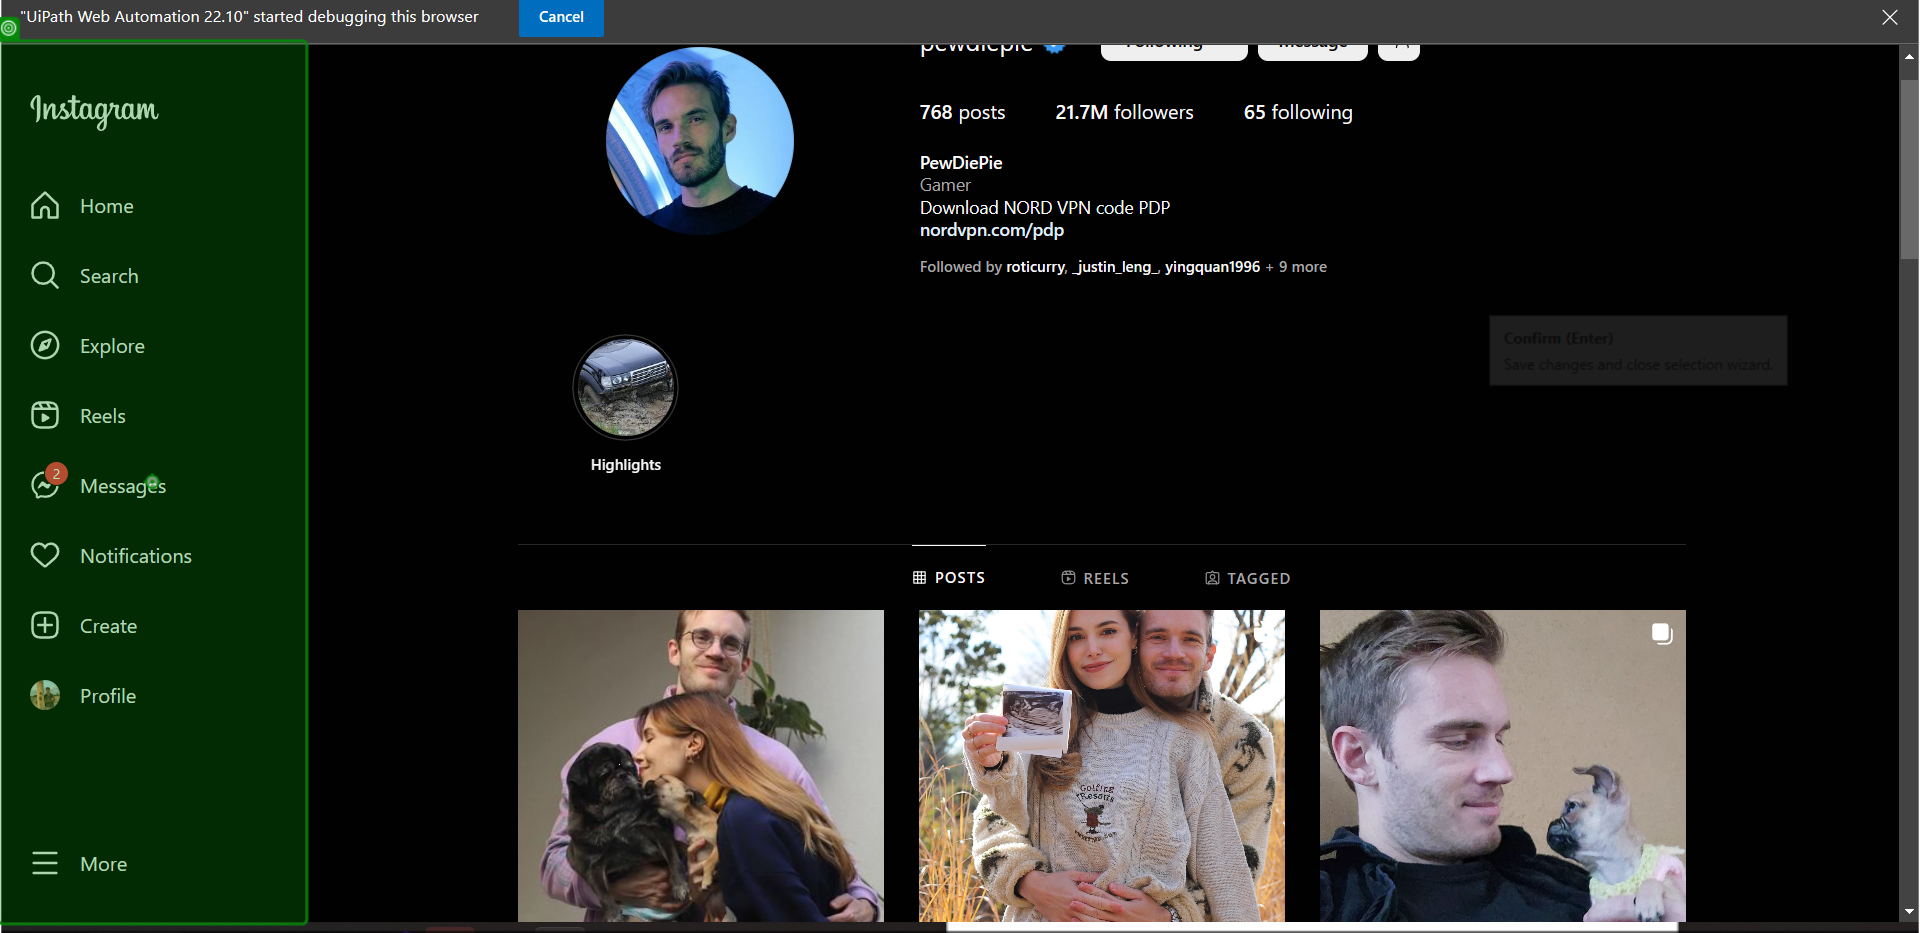 "UiPath Web Automation 22.10" started debugging this browser
Cancel
Instagram
Home
Search
Explore
Reels
2
Messages
Notifications
Create
Profile
More
pewdiepie
Following
Message
768 posts
21.7M followers
65 following
PewDiePie
Gamer
Download NORD VPN code PDP
nordvpn.com/pdp
Followed by roticurry, _justin_leng_, yingquan1996 + 9 more
Confirm (Enter)
Save changes and close selection wizard.
Highlights
POSTS
REELS
TAGGED